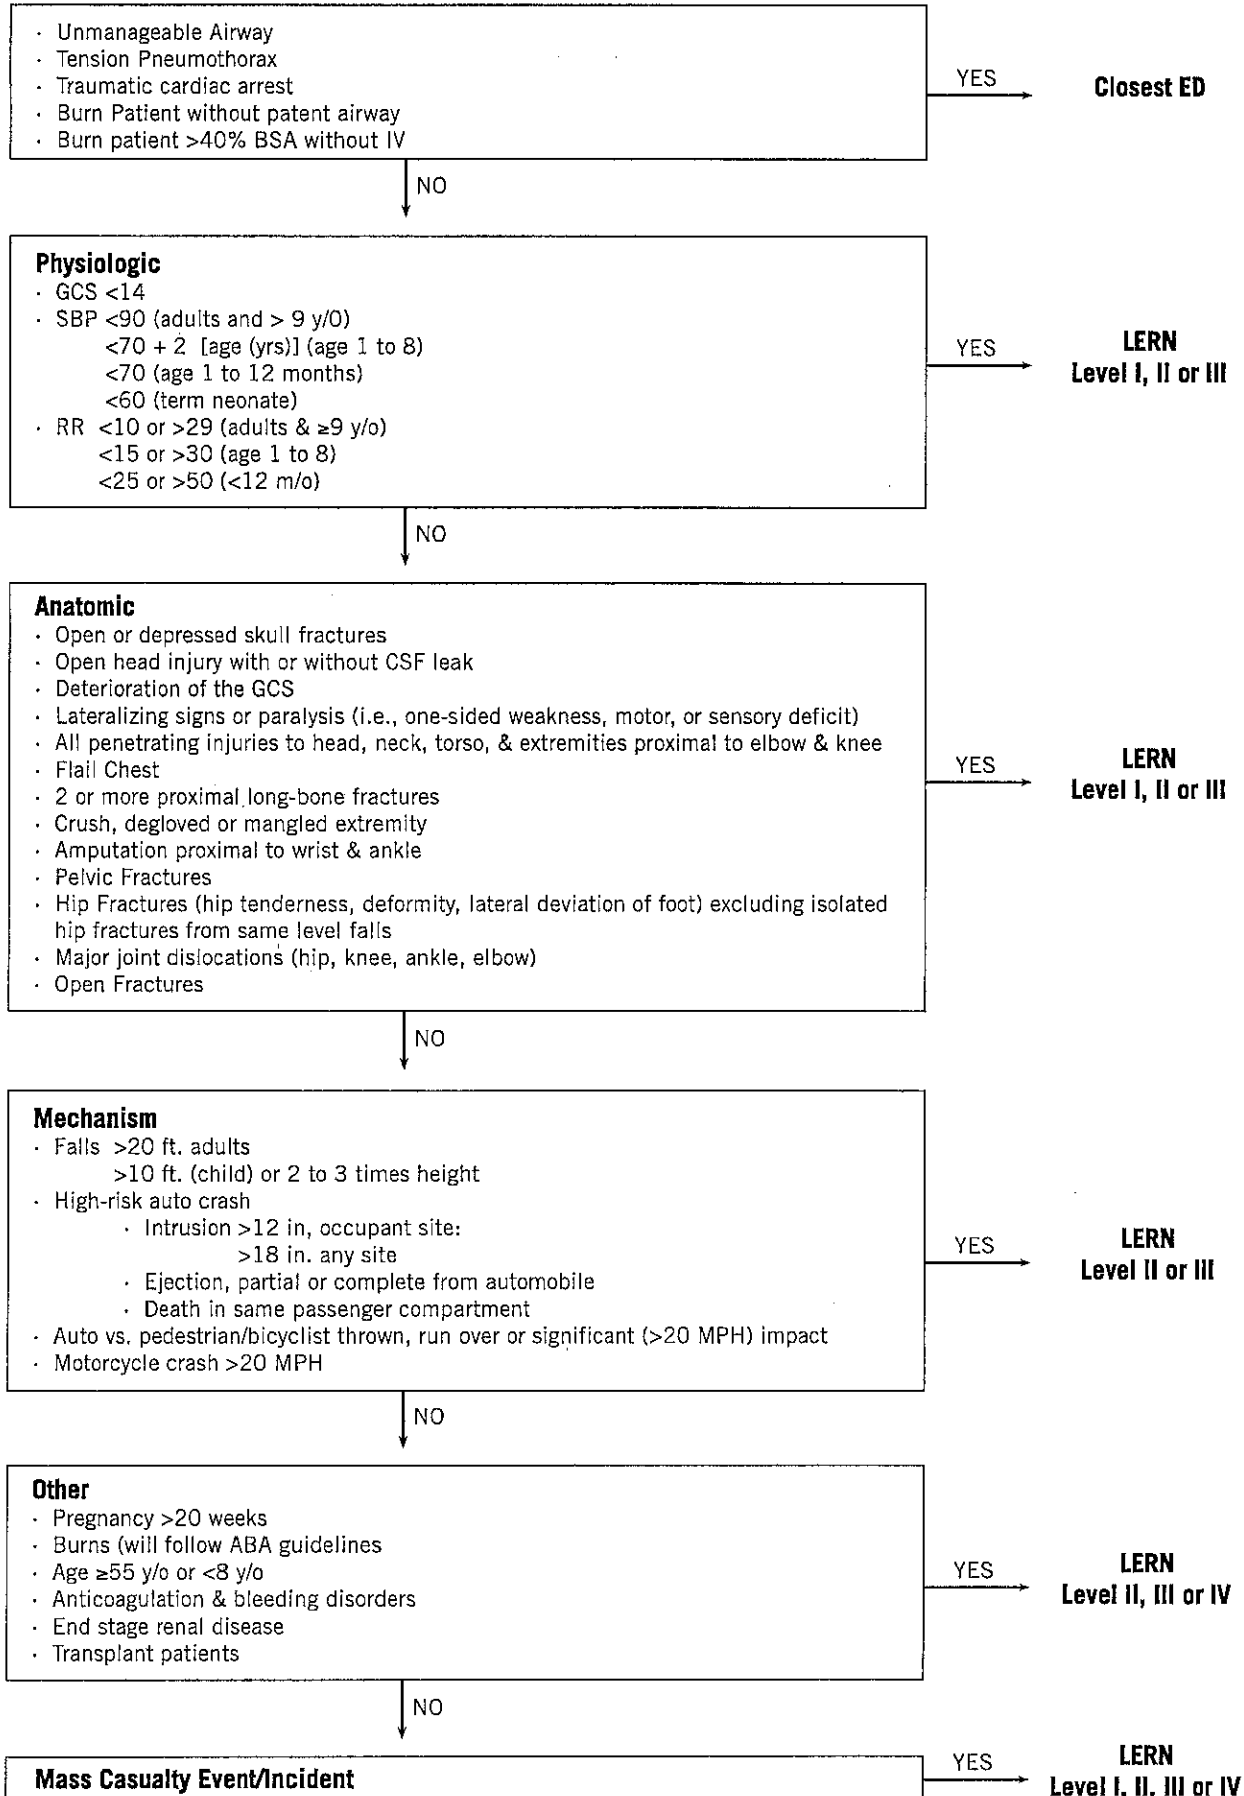 · Unmanageable Airway
· Tension Pneumothorax
· Traumatic cardiac arrest
· Burn Patient without patent airway
· Burn patient >40% BSA without IV
YES
Closest ED
NO
Physiologic
· GCS <14
· SBP <90 (adults and > 9 y/0)
<70 + 2 [age (yrs)] (age 1 to 8)
<70 (age 1 to 12 months)
<60 (term neonate)
· RR <10 or >29 (adults & ≥9 y/o)
<15 or >30 (age 1 to 8)
<25 or >50 (<12 m/o)
YES
LERN
Level I, II or III
NO
Anatomic
· Open or depressed skull fractures
· Open head injury with or without CSF leak
· Deterioration of the GCS
· Lateralizing signs or paralysis (i.e., one-sided weakness, motor, or sensory deficit)
· All penetrating injuries to head, neck, torso, & extremities proximal to elbow & knee
· Flail Chest
· 2 or more proximal long-bone fractures
· Crush, degloved or mangled extremity
· Amputation proximal to wrist & ankle
· Pelvic Fractures
· Hip Fractures (hip tenderness, deformity, lateral deviation of foot) excluding isolated
hip fractures from same level falls
· Major joint dislocations (hip, knee, ankle, elbow)
· Open Fractures
YES
LERN
Level I, II or III
NO
Mechanism
· Falls >20 ft. adults
>10 ft. (child) or 2 to 3 times height
· High-risk auto crash
· Intrusion >12 in, occupant site:
>18 in. any site
· Ejection, partial or complete from automobile
· Death in same passenger compartment
· Auto vs. pedestrian/bicyclist thrown, run over or significant (>20 MPH) impact
· Motorcycle crash >20 MPH
YES
LERN
Level II or III
NO
Other
· Pregnancy >20 weeks
· Burns (will follow ABA guidelines
· Age ≥55 y/o or <8 y/o
· Anticoagulation & bleeding disorders
· End stage renal disease
· Transplant patients
YES
LERN
Level II, III or IV
NO
Mass Casualty Event/Incident
YES
LERN
Level I, II, III or IV